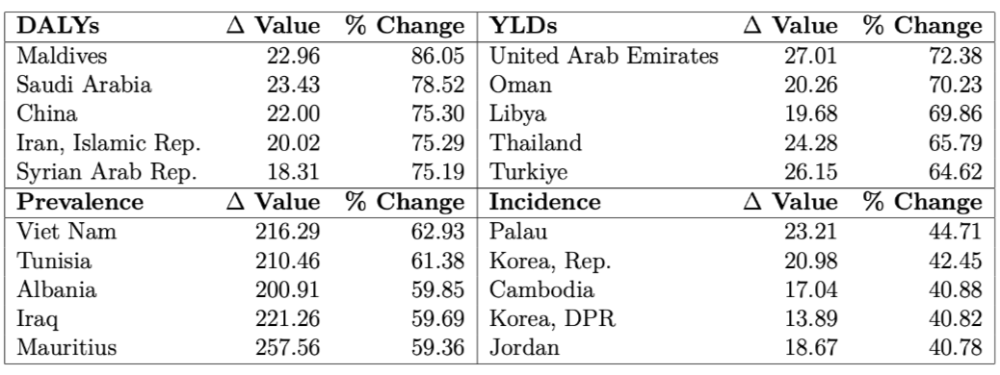 DALYs Δ Value % Change YLDs Δ Value % Change
Maldives 22.96 86.05 United Arab Emirates 27.01 72.38
Saudi Arabia 23.43 78.52 Oman 20.26 70.23
China 22.00 75.30 Libya 19.68 69.86
Iran, Islamic Rep. 20.02 75.29 Thailand 24.28 65.79
Syrian Arab Rep. 18.31 75.19 Turkiye 26.15 64.62
Prevalence Δ Value % Change Incidence Δ Value % Change
Viet Nam 216.29 62.93 Palau 23.21 44.71
Tunisia 210.46 61.38 Korea, Rep. 20.98 42.45
Albania 200.91 59.85 Cambodia 17.04 40.88
Iraq 221.26 59.69 Korea, DPR 13.89 40.82
Mauritius 257.56 59.36 Jordan 18.67 40.78